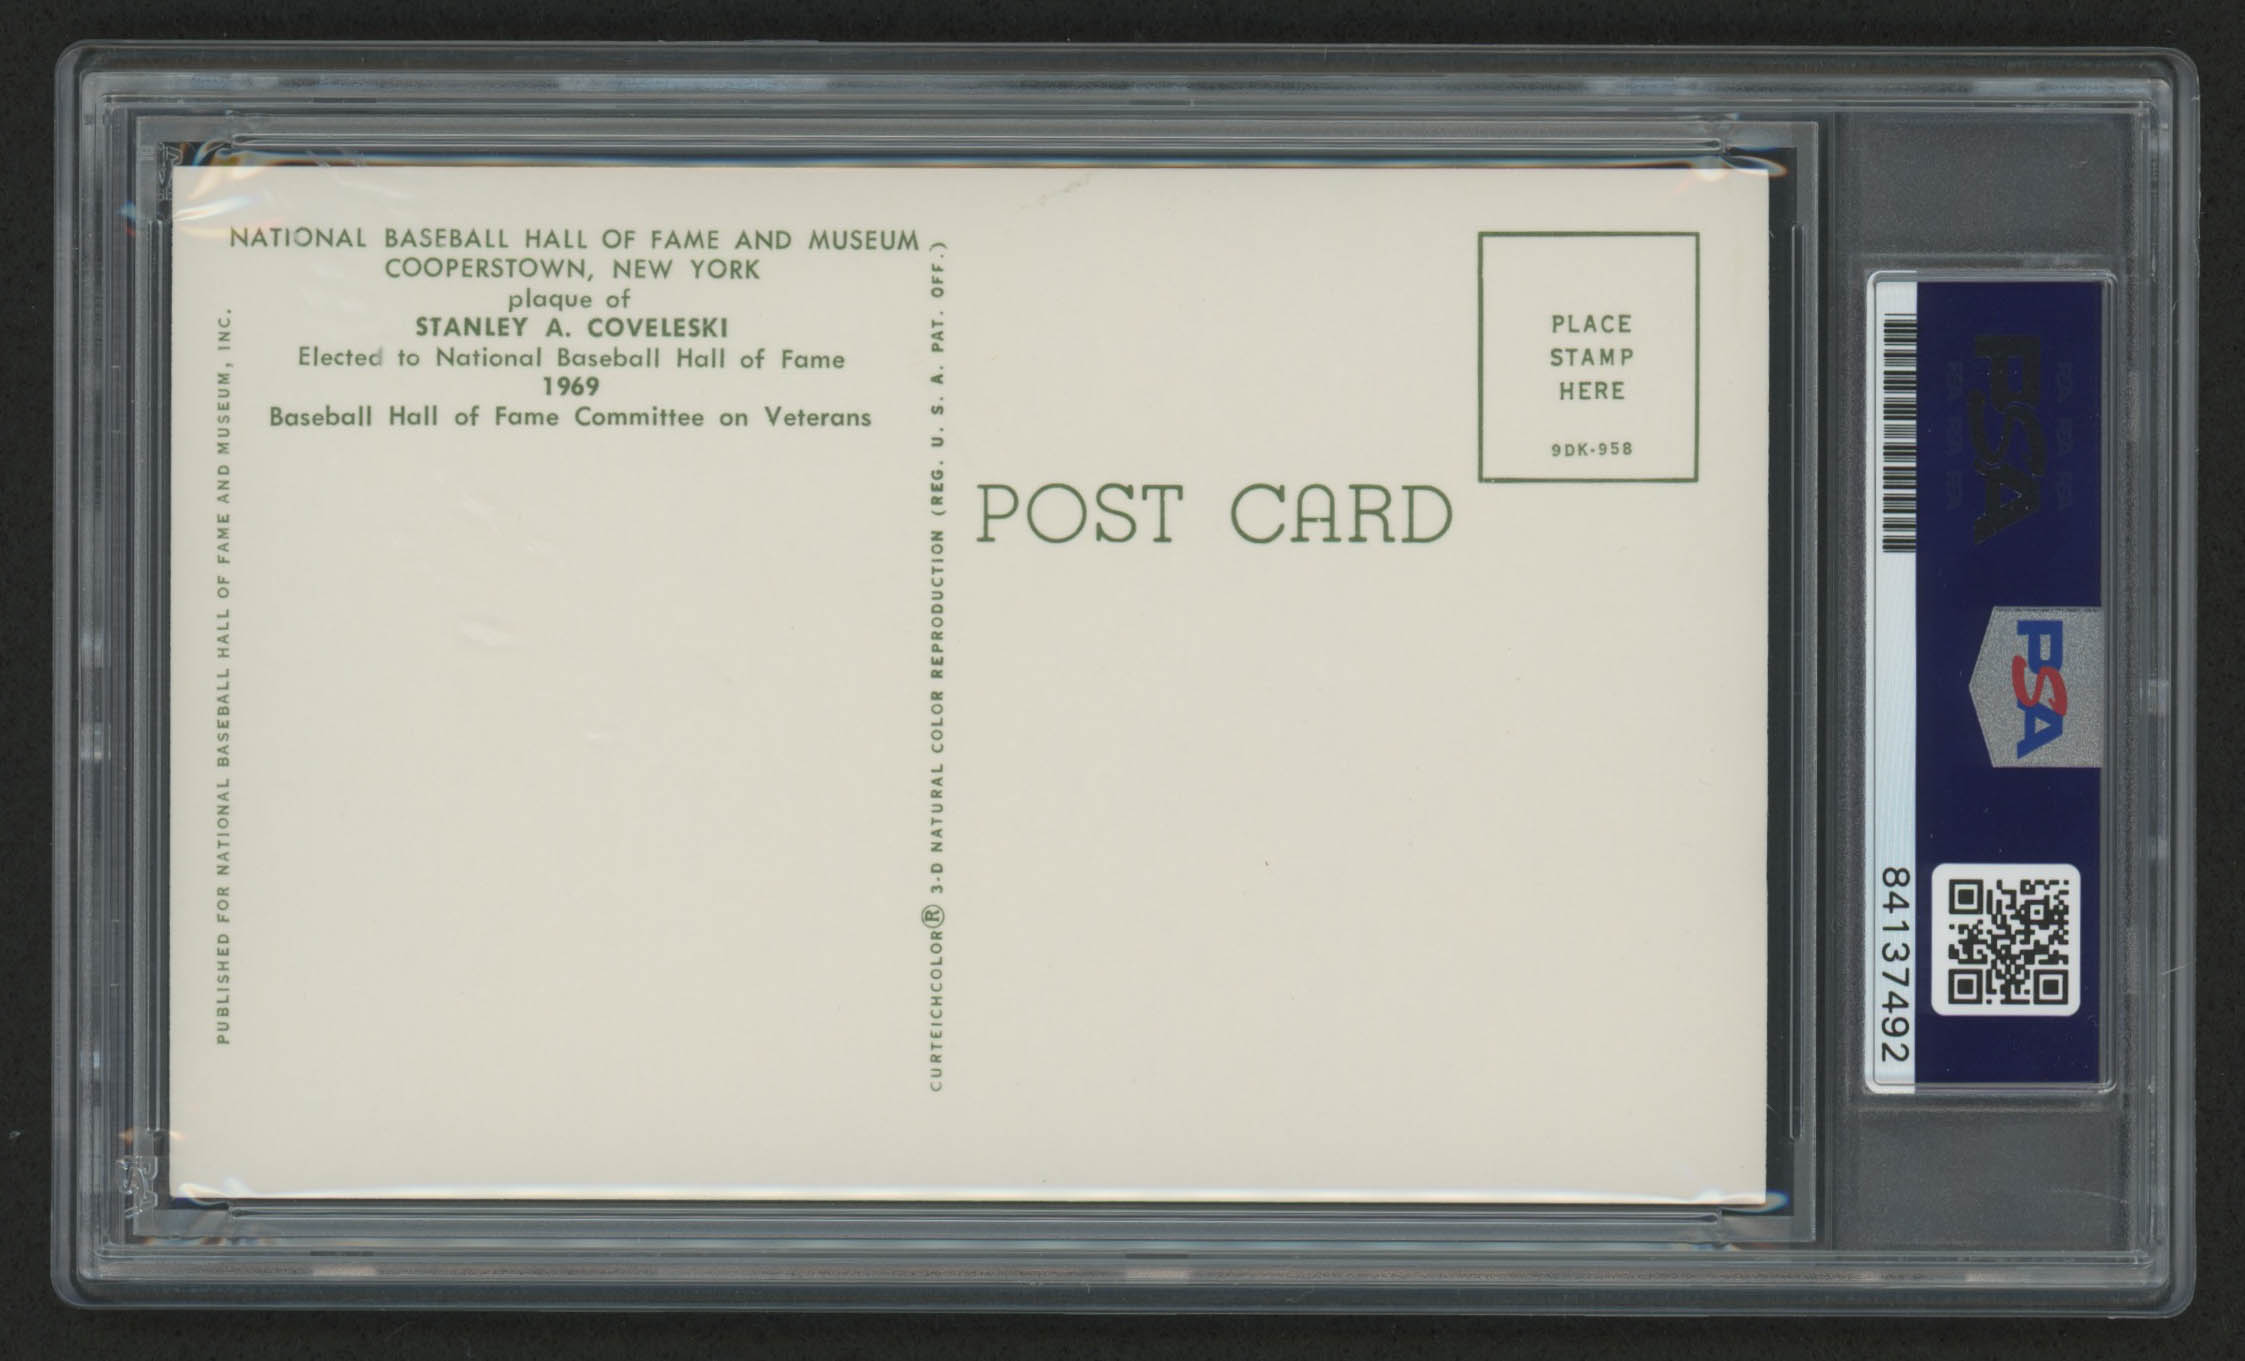 NATIONAL BASEBALL HALL OF FAME AND MUSEUM
COOPERSTOWN, NEW YORK
plaque of
STANLEY A. COVELESKI
Elected to National Baseball Hall of Fame
1969
Baseball Hall of Fame Committee on Veterans
PUBLISHED FOR NATIONAL BASEBALL HALL OF FAME AND MUSEUM, INC.
CURTEICHCOLOR® 3-D NATURAL COLOR REPRODUCTION (REG. U. S. A. PAT. OFF.)
POST CARD
PLACE
STAMP
HERE
9DK-958
PSA
PSA
84137492